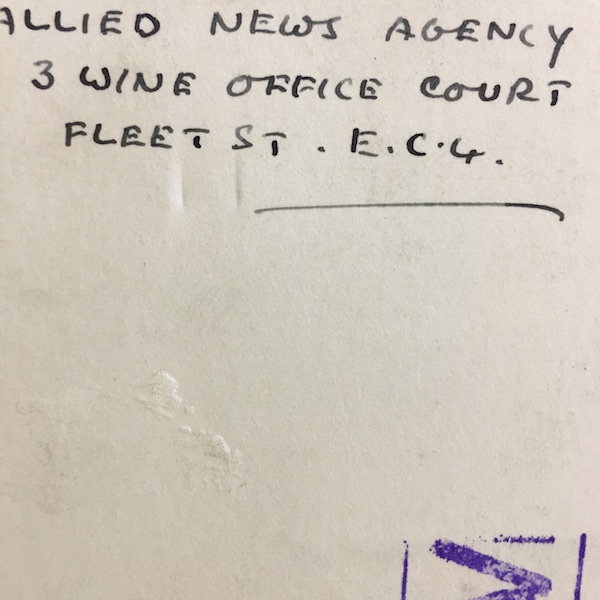 ALLIED NEWS AGENCY
3 WINE OFFICE COURT
FLEET ST. E.C.4.